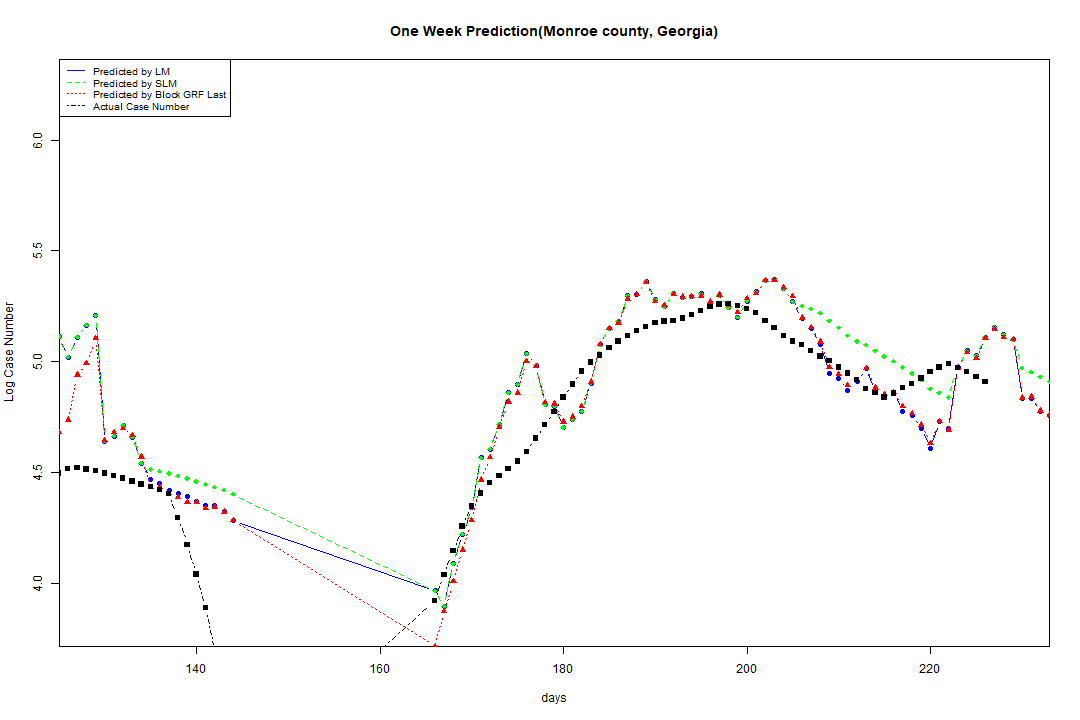 One Week Prediction(Monroe county, Georgia)
Predicted by LM
Predicted by SLM
Predicted by Block GRF Last
Actual Case Number
6.0
5.5
5.0
4.5
4.0
Log Case Number
140 160 180 200 220
days